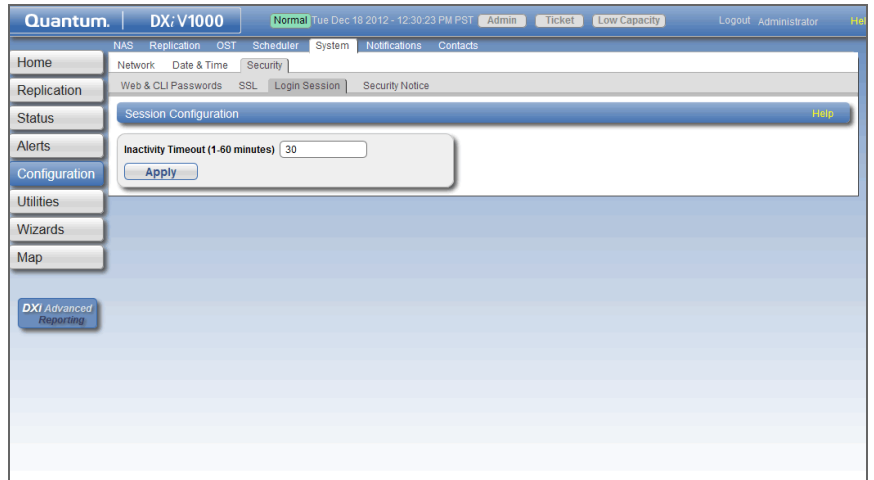 Quantum. DXi V1000 Normal Tue Dec 18 2012 - 12:30:23 PM PST Admin Ticket Low Capacity Logout Administrator Hel
NAS Replication OST Scheduler System Notifications Contacts
Home
Network Date & Time Security
Replication
Web & CLI Passwords SSL Login Session Security Notice
Status
Session Configuration Help
Alerts
Inactivity Timeout (1-60 minutes) 30
Configuration
Apply
Utilities
Wizards
Map
DXI Advanced
Reporting